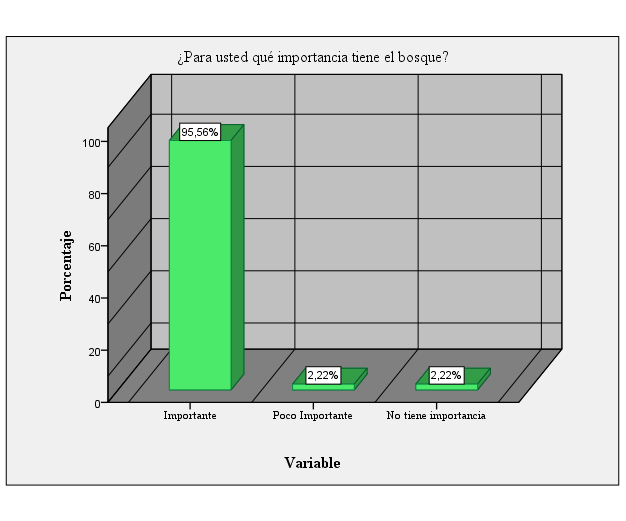 ¿Para usted qué importancia tiene el bosque?
95,56%
100
80
60
Porcentaje
40
20
2,22%
2,22%
0
Importante
Poco Importante
No tiene importancia
Variable